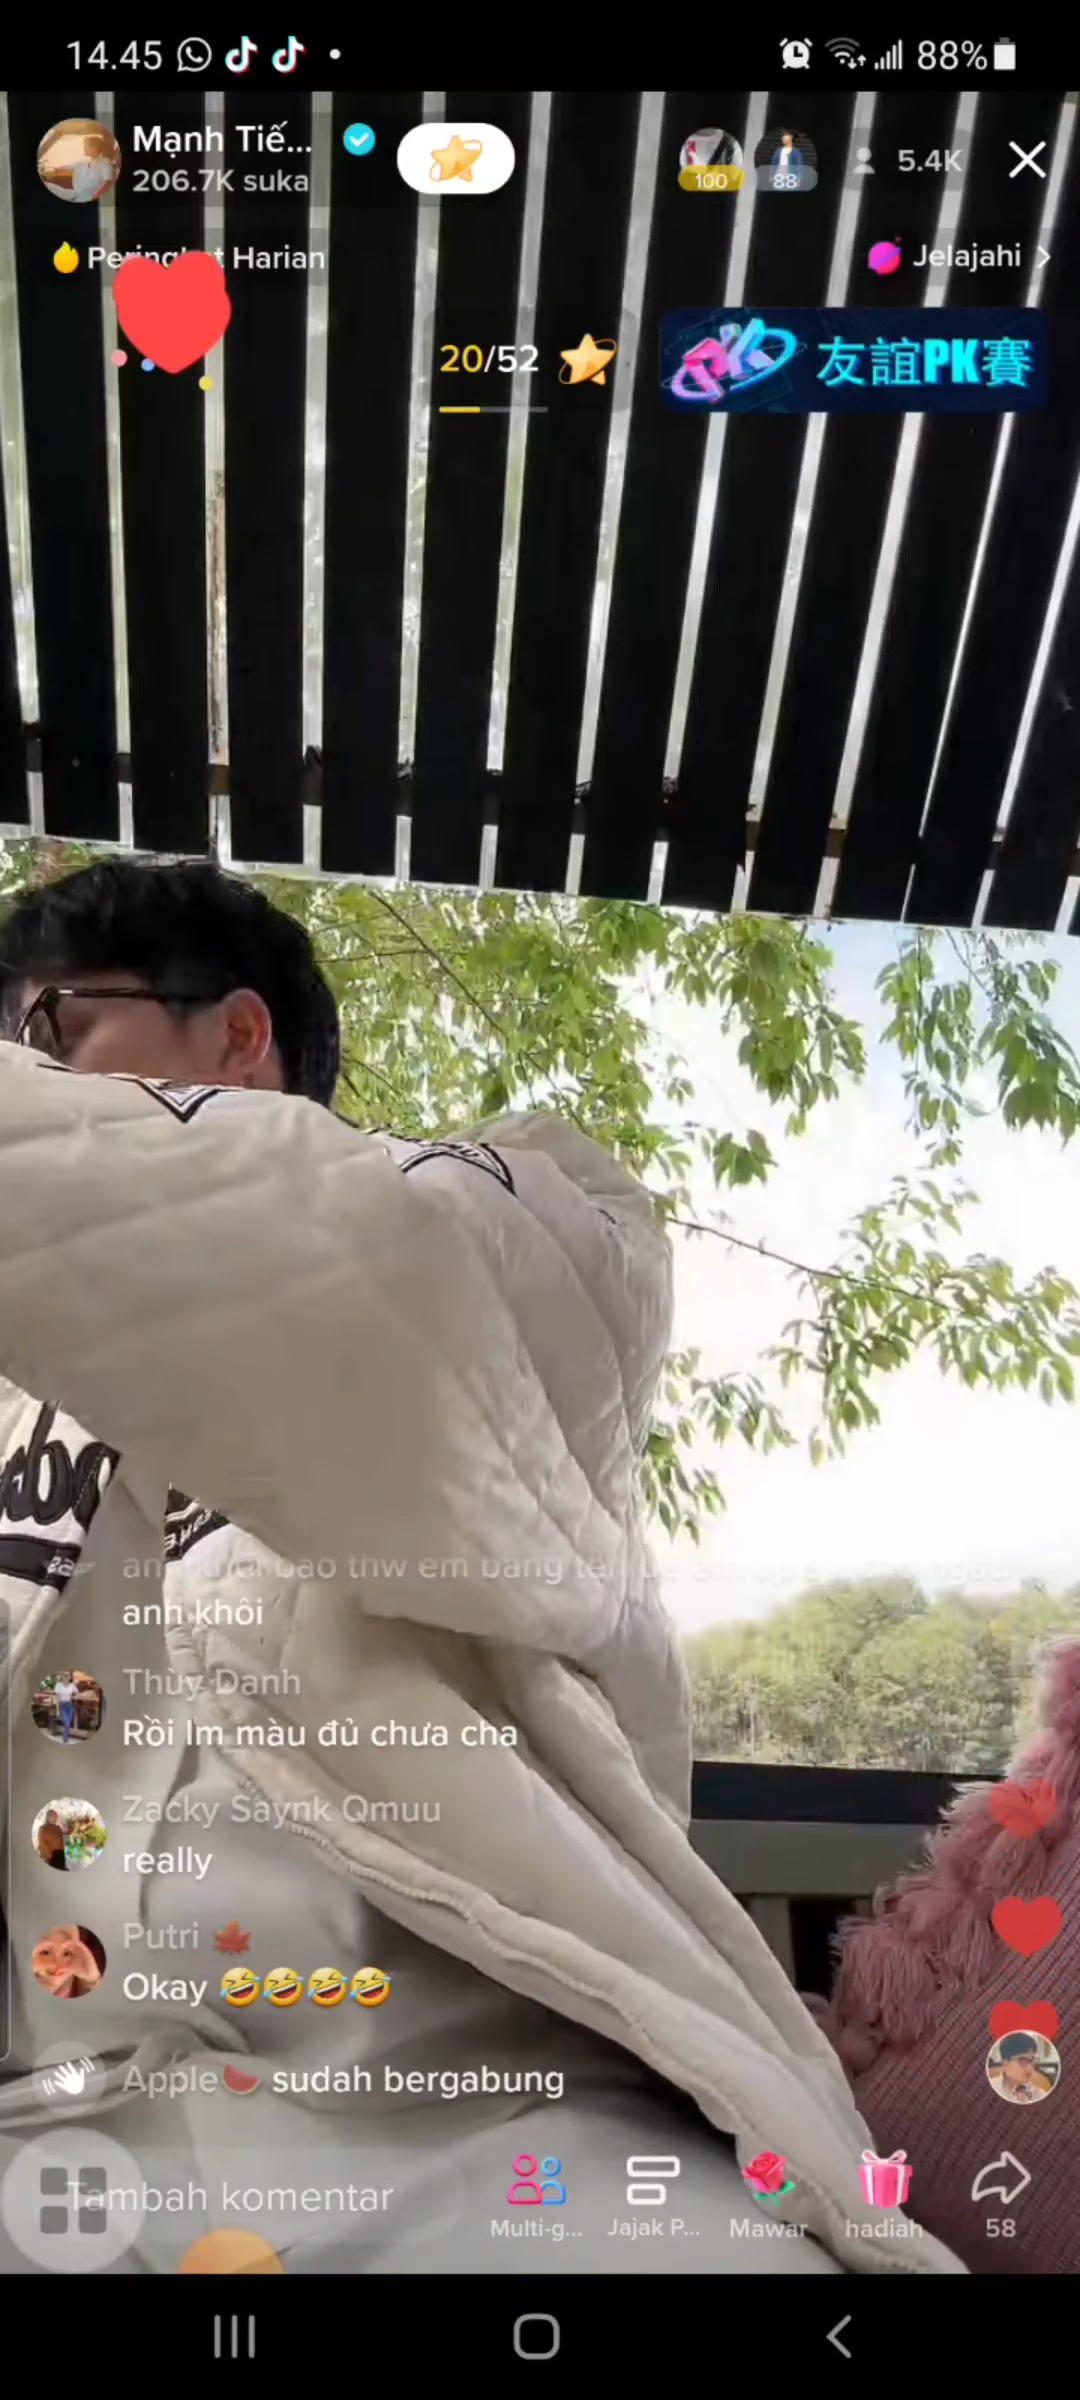 14.45
88%
Mạnh Tiế...
206.7K suka
100
88
5.4K
Harian
Jelajahi
20/52
友誼PK賽
anh khôi
Thùy Danh
Rồi lm màu đủ chưa cha
Zacky Saynk Qmuu
really
Putri 🍁
Okay 🤣🤣🤣🤣
Apple🍉 sudah bergabung
Tambah komentar
Multi-g...
Jajak P...
Mawar
hadiah
58